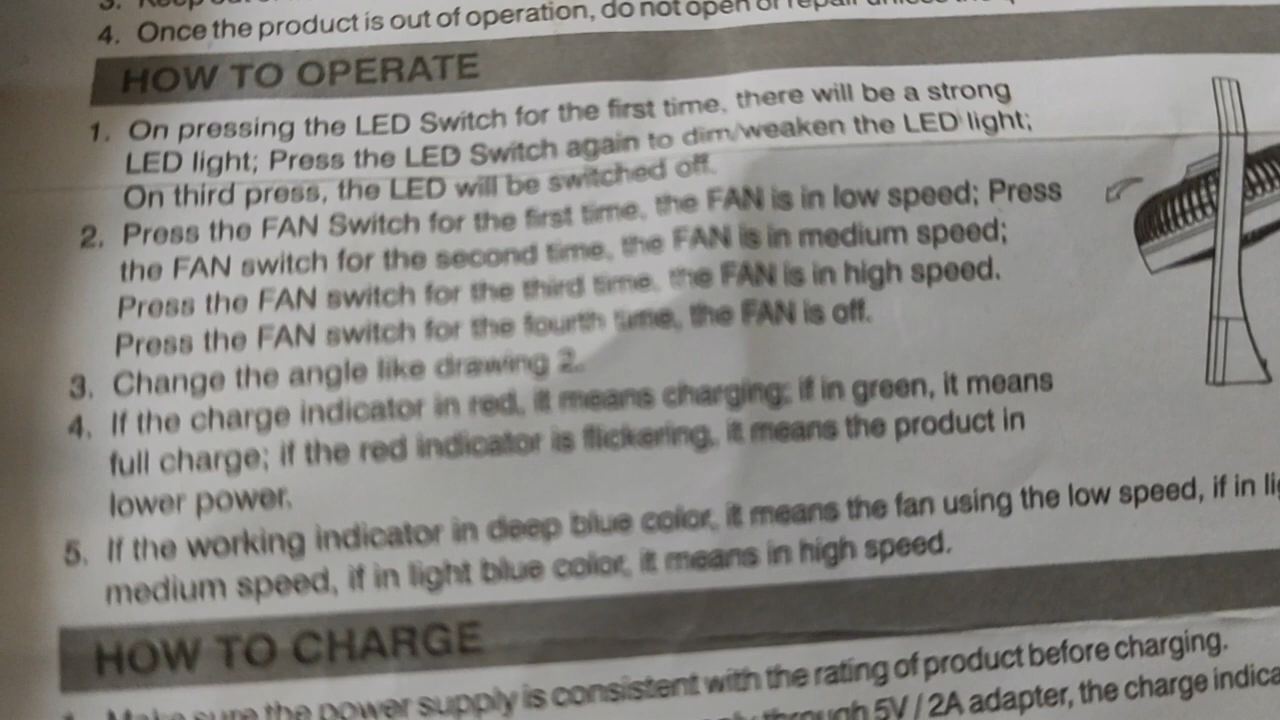 4. Once the product is out of operation, do not open or repair unless the
HOW TO OPERATE
1. On pressing the LED Switch for the first time, there will be a strong
LED light; Press the LED Switch again to dim/weaken the LED light;
On third press, the LED will be switched off.
2. Press the FAN Switch for the first time, the FAN is in low speed; Press
the FAN switch for the second time, the FAN is in medium speed;
Press the FAN switch for the third time, the FAN is in high speed.
Press the FAN switch for the fourth time, the FAN is off.
3. Change the angle like drawing 2.
4. If the charge indicator in red, it means charging; if in green, it means
full charge; if the red indicator is flickering, it means the product in
lower power.
5. If the working indicator in deep blue color, it means the fan using the low speed, if in
medium speed, if in light blue color, it means in high speed.
HOW TO CHARGE
1. Make sure the power supply is consistent with the rating of product before charging.
through 5V / 2A adapter, the charge